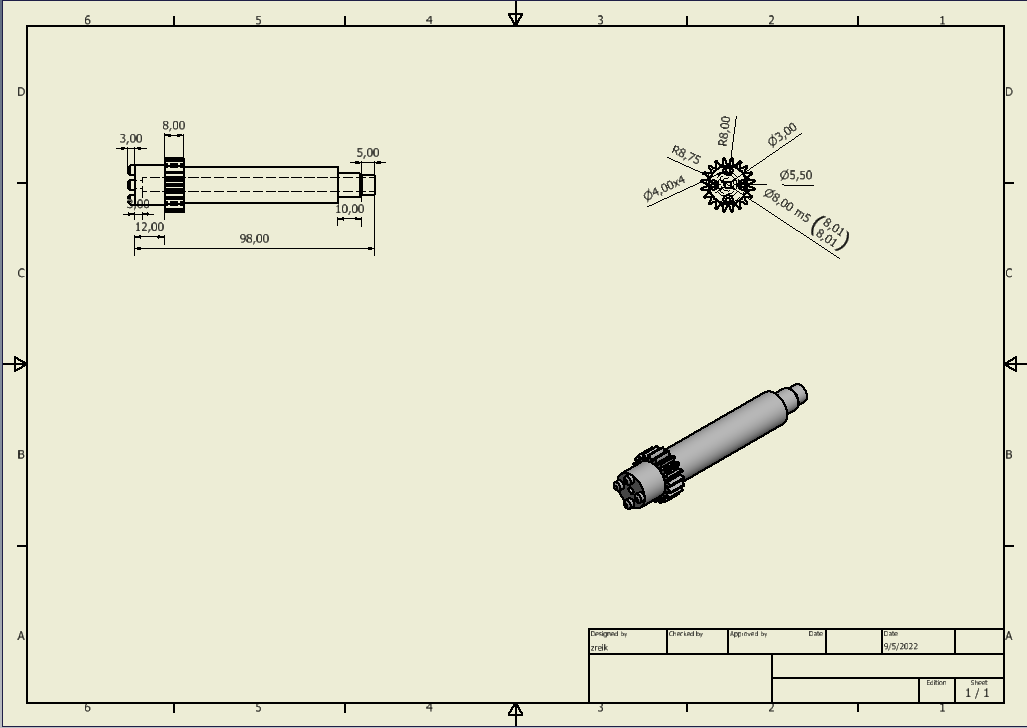 6 5 4 3 2 1
D D
8,00
3,00
5,00
3,00
10,00
12,00
98,00
R8,00
Ø3,00
R8,75
Ø5,50
Ø4,00x4
Ø8,00 m5 (8,01
8,01)
C C
B B
A A
Designed by Checked by Approved by Date Date
zreik 9/5/2022
Edition Sheet
1 / 1
6 5 4 3 2 1